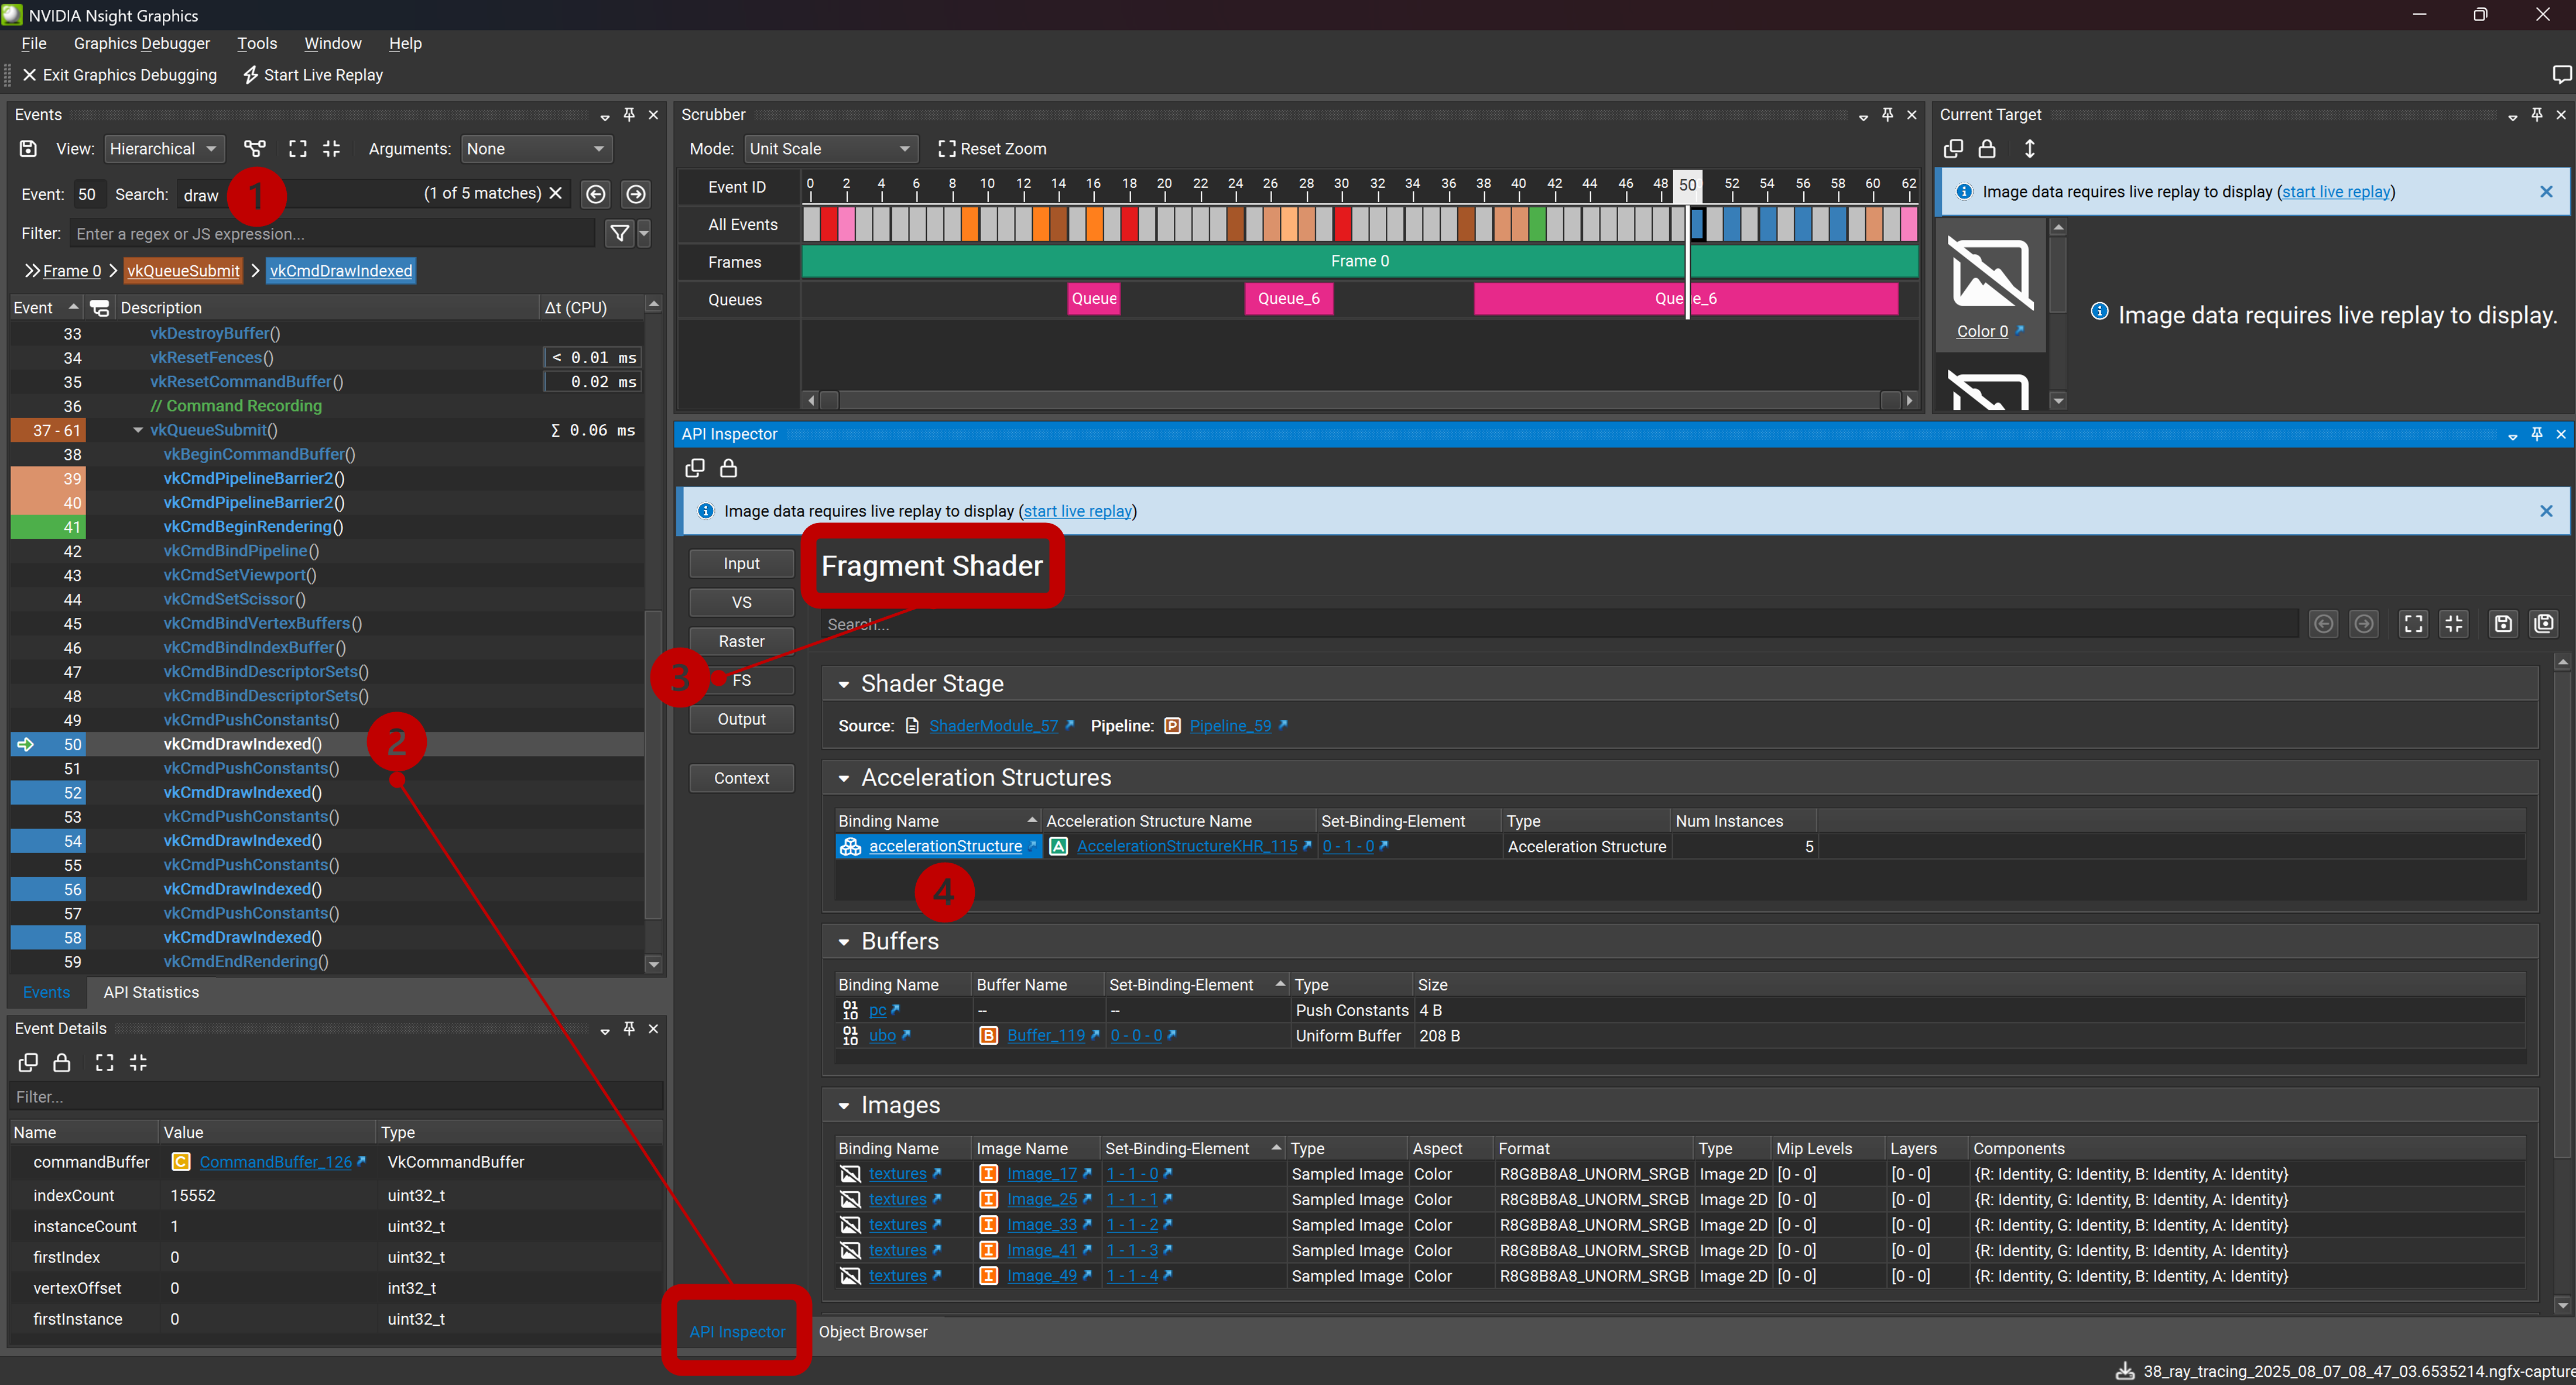 NVIDIA Nsight Graphics
File Graphics Debugger Tools Window Help
Exit Graphics Debugging Start Live Replay
Events
View: Hierarchical Arguments: None
Event: 50 Search: draw (1 of 5 matches)
1
Filter: Enter a regex or JS expression...
Frame 0 > vkQueueSubmit > vkCmdDrawIndexed
Event Description Δt (CPU)
33 vkDestroyBuffer()
34 vkResetFences() < 0.01 ms
35 vkResetCommandBuffer() 0.02 ms
36 // Command Recording
37 - 61 vkQueueSubmit() Σ 0.06 ms
38 vkBeginCommandBuffer()
39 vkCmdPipelineBarrier2()
40 vkCmdPipelineBarrier2()
41 vkCmdBeginRendering()
42 vkCmdBindPipeline()
43 vkCmdSetViewport()
44 vkCmdSetScissor()
45 vkCmdBindVertexBuffers()
46 vkCmdBindIndexBuffer()
47 vkCmdBindDescriptorSets()
48 vkCmdBindDescriptorSets()
49 vkCmdPushConstants()
50 vkCmdDrawIndexed()
2
51 vkCmdPushConstants()
52 vkCmdDrawIndexed()
53 vkCmdPushConstants()
54 vkCmdDrawIndexed()
55 vkCmdPushConstants()
56 vkCmdDrawIndexed()
57 vkCmdPushConstants()
58 vkCmdDrawIndexed()
59 vkCmdEndRendering()
Events API Statistics
Event Details
Filter...
Name Value Type
commandBuffer C CommandBuffer_126 VkCommandBuffer
indexCount 15552 uint32_t
instanceCount 1 uint32_t
firstIndex 0 uint32_t
vertexOffset 0 int32_t
firstInstance 0 uint32_t
Scrubber
Mode: Unit Scale Reset Zoom
Event ID 0 2 4 6 8 10 12 14 16 18 20 22 24 26 28 30 32 34 36 38 40 42 44 46 48 50 52 54 56 58 60 62
All Events
Frames Frame 0
Queues Queue Queue_6 Queue_6
Current Target
Image data requires live replay to display (start live replay)
Color 0
Image data requires live replay to display.
API Inspector
Image data requires live replay to display (start live replay)
Input
VS
Raster
3
FS
Output
Context
Fragment Shader
Search...
Shader Stage
Source: ShaderModule_57 Pipeline: P Pipeline_59
Acceleration Structures
Binding Name Acceleration Structure Name Set-Binding-Element Type Num Instances
accelerationStructure A AccelerationStructureKHR_115 0 - 1 - 0 Acceleration Structure 5
4
Buffers
Binding Name Buffer Name Set-Binding-Element Type Size
01 10 pc -- -- Push Constants 4 B
01 10 ubo B Buffer_119 0 - 0 - 0 Uniform Buffer 208 B
Images
Binding Name Image Name Set-Binding-Element Type Aspect Format Type Mip Levels Layers Components
textures I Image_17 1 - 1 - 0 Sampled Image Color R8G8B8A8_UNORM_SRGB Image 2D [0 - 0] [0 - 0] {R: Identity, G: Identity, B: Identity, A: Identity}
textures I Image_25 1 - 1 - 1 Sampled Image Color R8G8B8A8_UNORM_SRGB Image 2D [0 - 0] [0 - 0] {R: Identity, G: Identity, B: Identity, A: Identity}
textures I Image_33 1 - 1 - 2 Sampled Image Color R8G8B8A8_UNORM_SRGB Image 2D [0 - 0] [0 - 0] {R: Identity, G: Identity, B: Identity, A: Identity}
textures I Image_41 1 - 1 - 3 Sampled Image Color R8G8B8A8_UNORM_SRGB Image 2D [0 - 0] [0 - 0] {R: Identity, G: Identity, B: Identity, A: Identity}
textures I Image_49 1 - 1 - 4 Sampled Image Color R8G8B8A8_UNORM_SRGB Image 2D [0 - 0] [0 - 0] {R: Identity, G: Identity, B: Identity, A: Identity}
API Inspector Object Browser
38_ray_tracing_2025_08_07_08_47_03.6535214.ngfx-capture